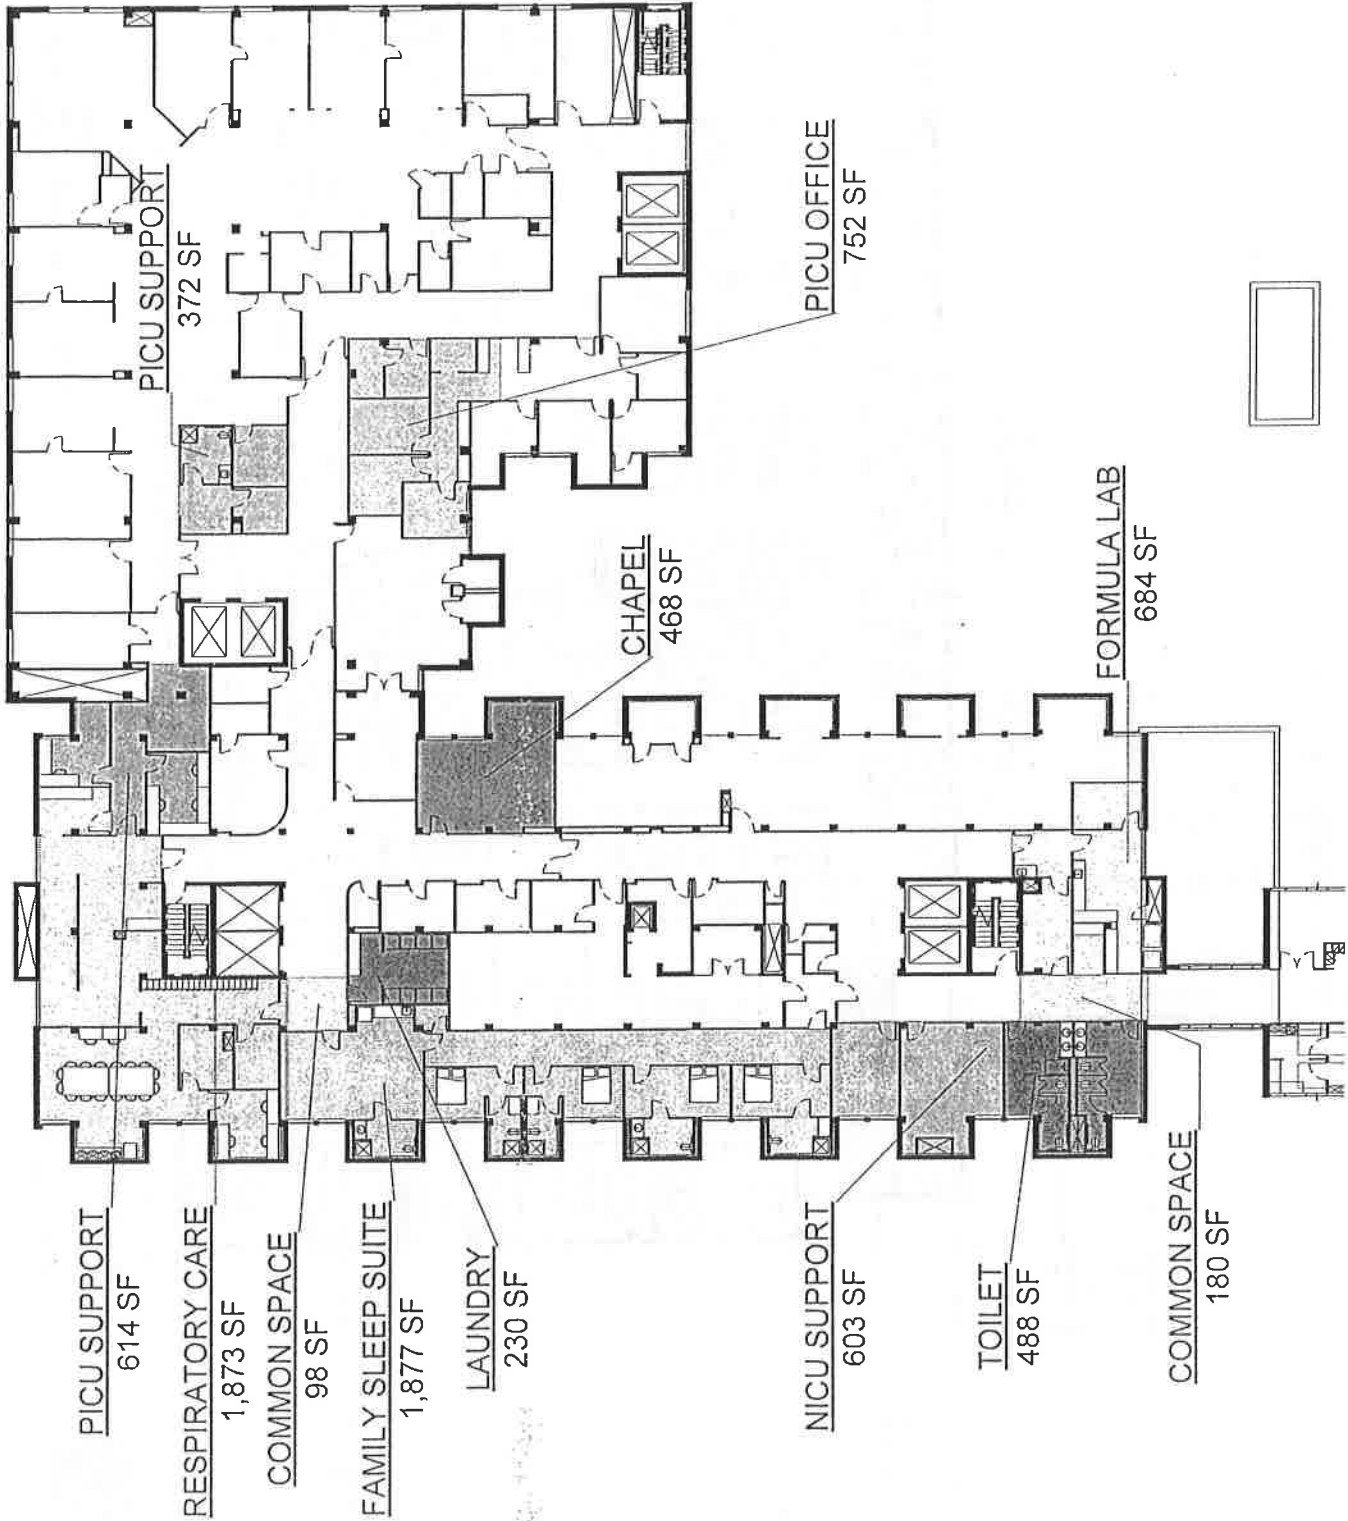 PICU SUPPORT
614 SF
RESPIRATORY CARE
1,873 SF
COMMON SPACE
98 SF
FAMILY SLEEP SUITE
1,877 SF
LAUNDRY
230 SF
NICU SUPPORT
603 SF
TOILET
488 SF
COMMON SPACE
180 SF
PICU SUPPORT
372 SF
PICU OFFICE
752 SF
CHAPEL
468 SF
FORMULA LAB
684 SF